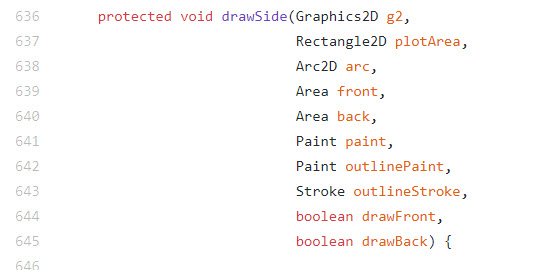 636 protected void drawSide(Graphics2D g2,
637 Rectangle2D plotArea,
638 Arc2D arc,
639 Area front,
640 Area back,
641 Paint paint,
642 Paint outlinePaint,
643 Stroke outlineStroke,
644 boolean drawFront,
645 boolean drawBack) {
646